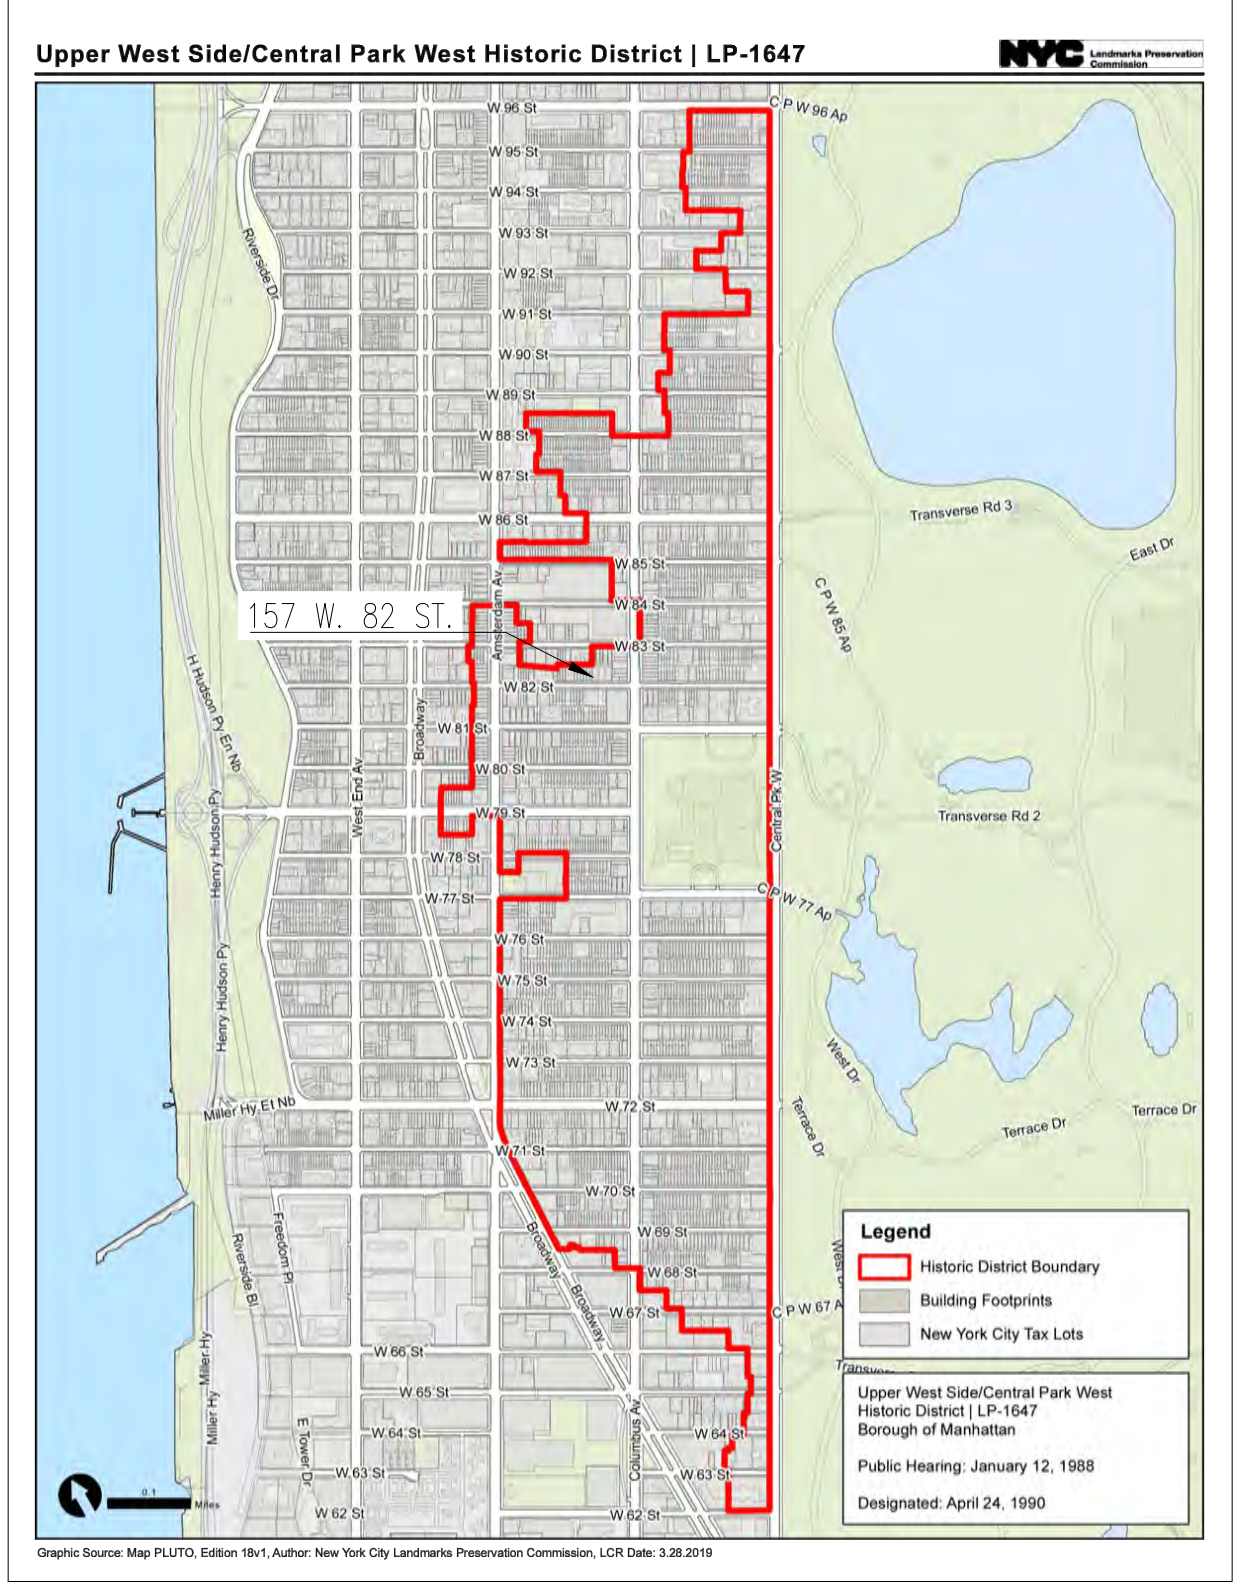 Upper West Side/Central Park West Historic District | LP-1647
NYC Landmarks Preservation
Commission
W 96 St
C P W 96 Ap
W 95 St
W 94 St
W 93 St
Riverside Dr
W 92 St
W 91 St
W 90 St
W 89 St
W 88 St
W 87 St
W 86 St
Transverse Rd 3
East Dr
W 85 St
Amsterdam Av
C P W 85 Ap
W 84 St
157 W. 82 ST.
W 83 St
H Hudson Py En Nb
W 82 St
Broadway
W 81 St
West End Av
W 80 St
Central Pk W
Henry Hudson Py
W 79 St
Transverse Rd 2
W 78 St
W 77 St
C P W 77 Ap
W 76 St
Henry Hudson Py
W 75 St
W 74 St
West Dr
W 73 St
Miller Hy Et Nb
W 72 St
Terrace Dr
Terrace Dr
Terrace Dr
W 71 St
W 70 St
Freedom Pl
Riverside Bl
Broadway
W 69 St
W 68 St
Broadway
W 67 St
C P W 67 A
W 66 St
Miller Hy
W 65 St
Miller Hy
W 64 St
E Tower Dr
Columbus Av
W 64 St
W 63 St
W 63 St
W 62 St
W 62 St
0.1
Miles
Legend
Historic District Boundary
Building Footprints
New York City Tax Lots
Upper West Side/Central Park West
Historic District | LP-1647
Borough of Manhattan
Public Hearing: January 12, 1988
Designated: April 24, 1990
Graphic Source: Map PLUTO, Edition 18v1, Author: New York City Landmarks Preservation Commission, LCR Date: 3.28.2019